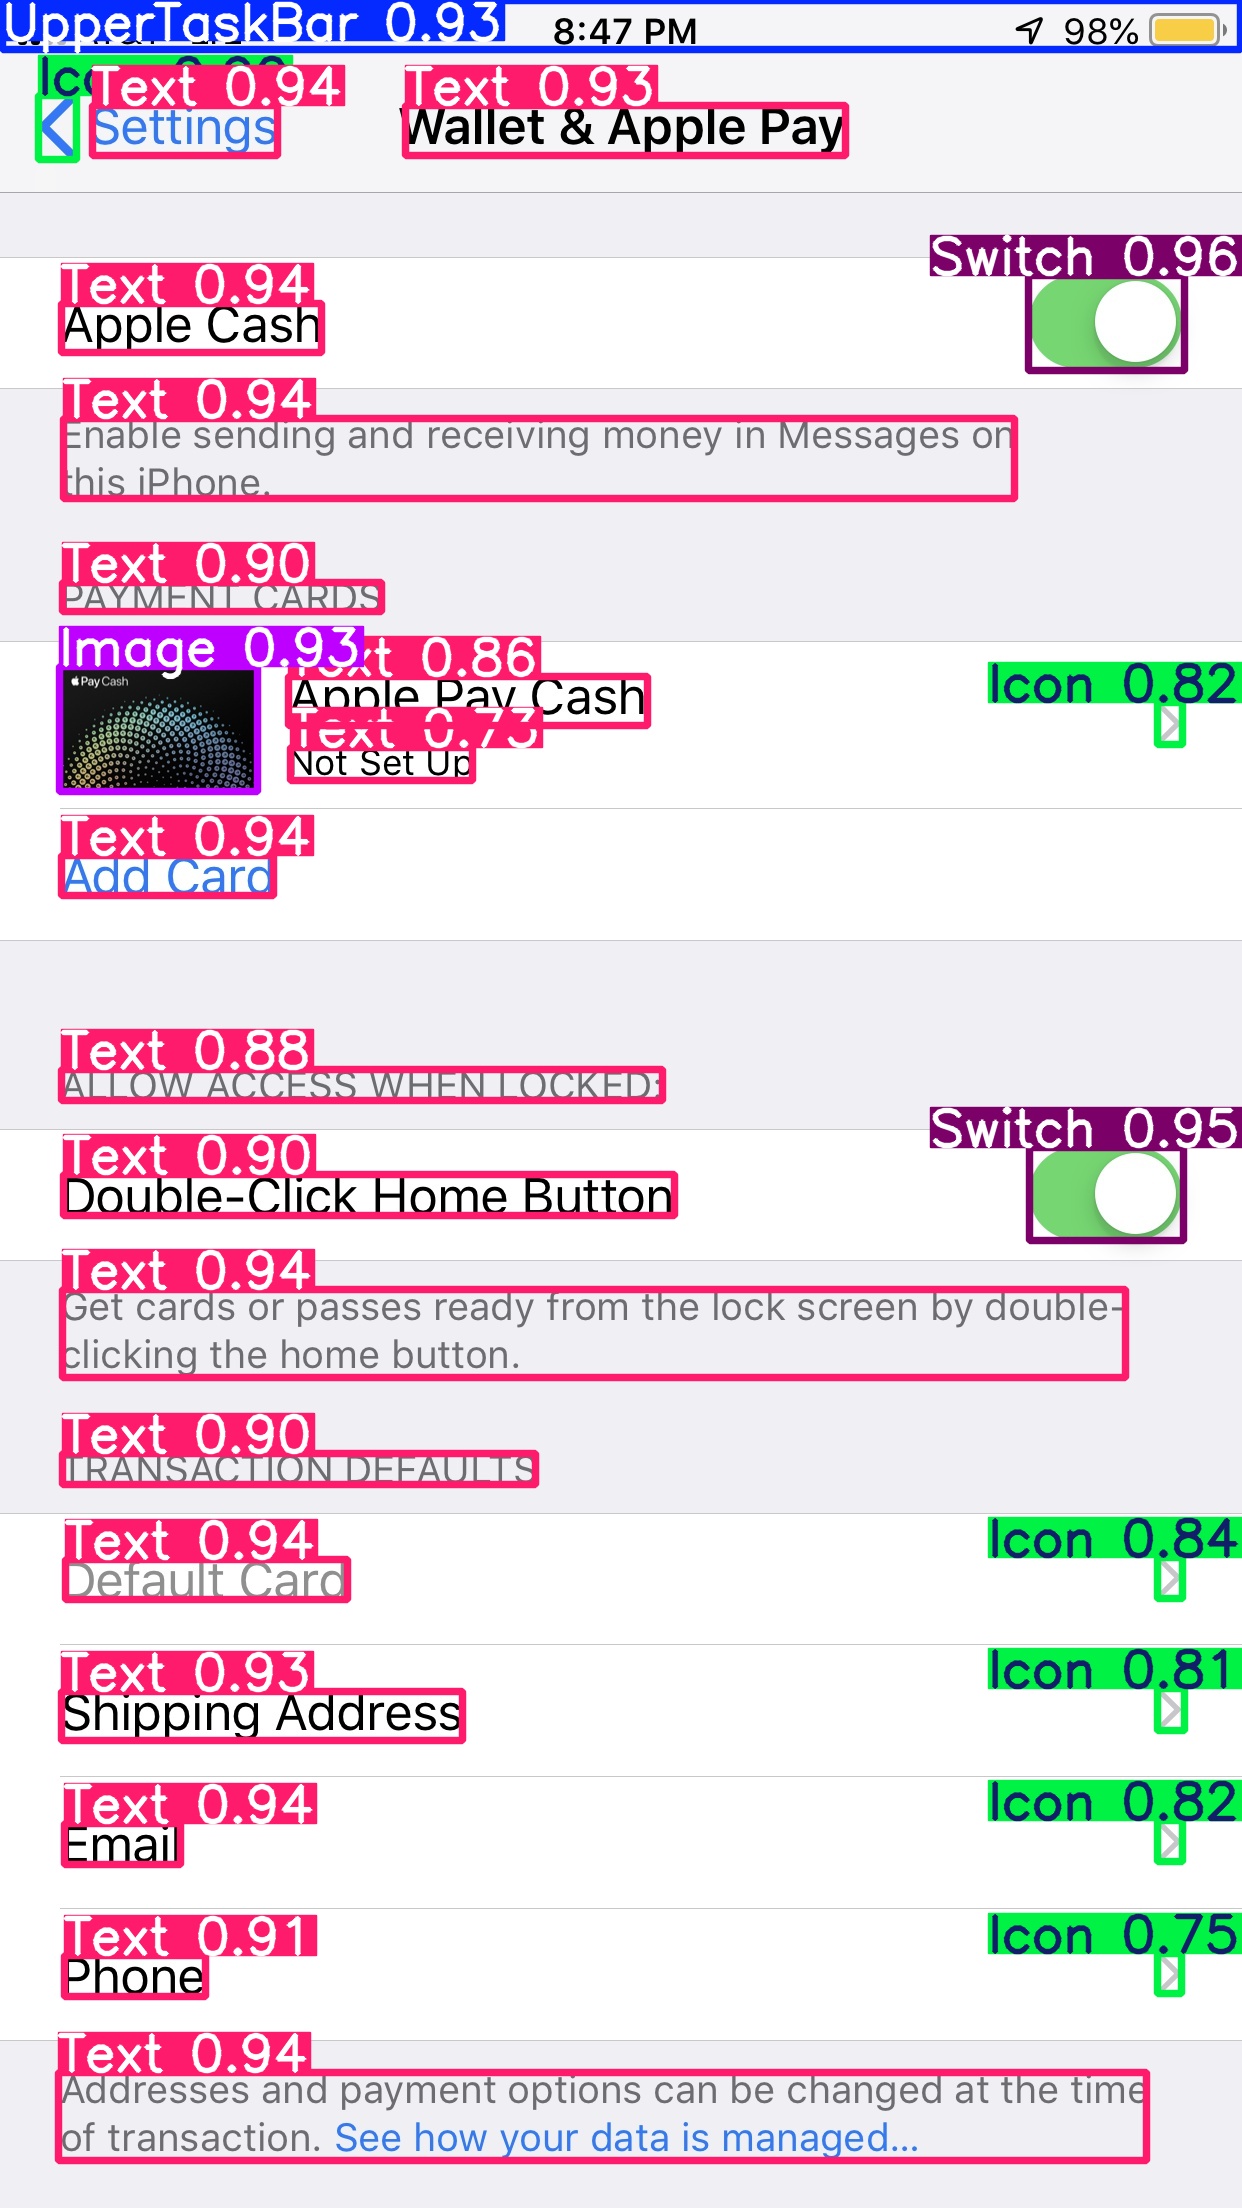 UpperTaskBar 0.93
8:47 PM
98%
Text 0.94
Text 0.93
Settings
Wallet & Apple Pay
Switch 0.96
Text 0.94
Apple Cash
Text 0.94
Enable sending and receiving money in Messages on
this iPhone.
Text 0.90
PAYMENT CARDS
Image 0.93
Text 0.86
Icon 0.82
Pay Cash
Apple Pay Cash
Text 0.73
Not Set Up
Text 0.94
Add Card
Text 0.88
ALLOW ACCESS WHEN LOCKED:
Switch 0.95
Text 0.90
Double-Click Home Button
Text 0.94
Get cards or passes ready from the lock screen by double-
clicking the home button.
Text 0.90
TRANSACTION DEFAULTS
Text 0.94
Icon 0.84
Default Card
Text 0.93
Icon 0.81
Shipping Address
Text 0.94
Icon 0.82
Email
Text 0.91
Icon 0.75
Phone
Text 0.94
Addresses and payment options can be changed at the time
of transaction. See how your data is managed...